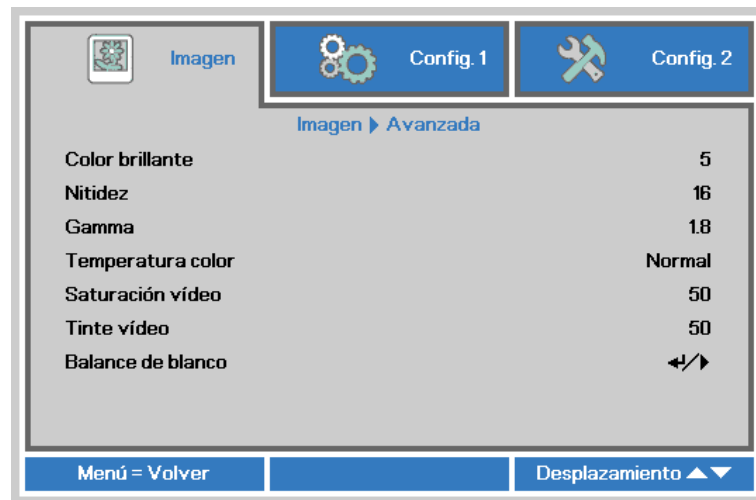 Imagen Config. 1 Config. 2
Imagen ▶ Avanzada
Color brillante 5
Nitidez 16
Gamma 1.8
Temperatura color Normal
Saturación vídeo 50
Tinte vídeo 50
Balance de blanco ↵/▶
Menú = Volver Desplazamiento ▲▼